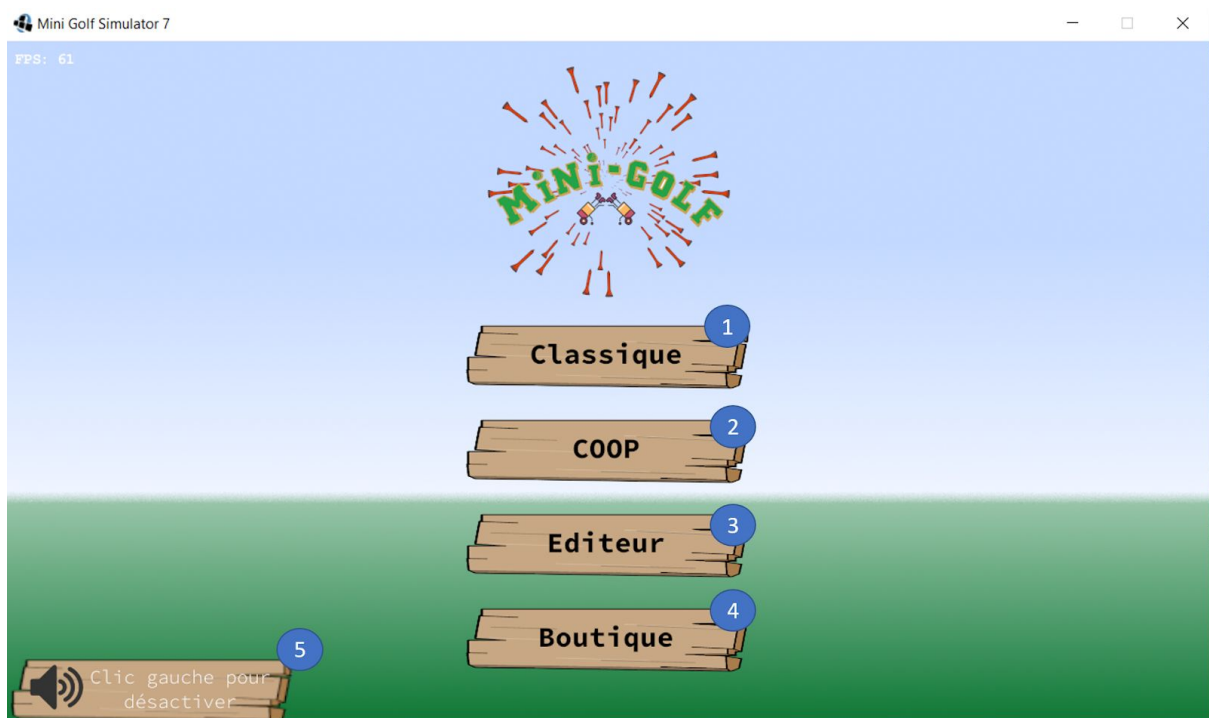 Mini Golf Simulator 7
FPS: 61
MiNi-GOLF
1
Classique
2
COOP
3
Editeur
4
Boutique
5
Clic gauche pour
désactiver